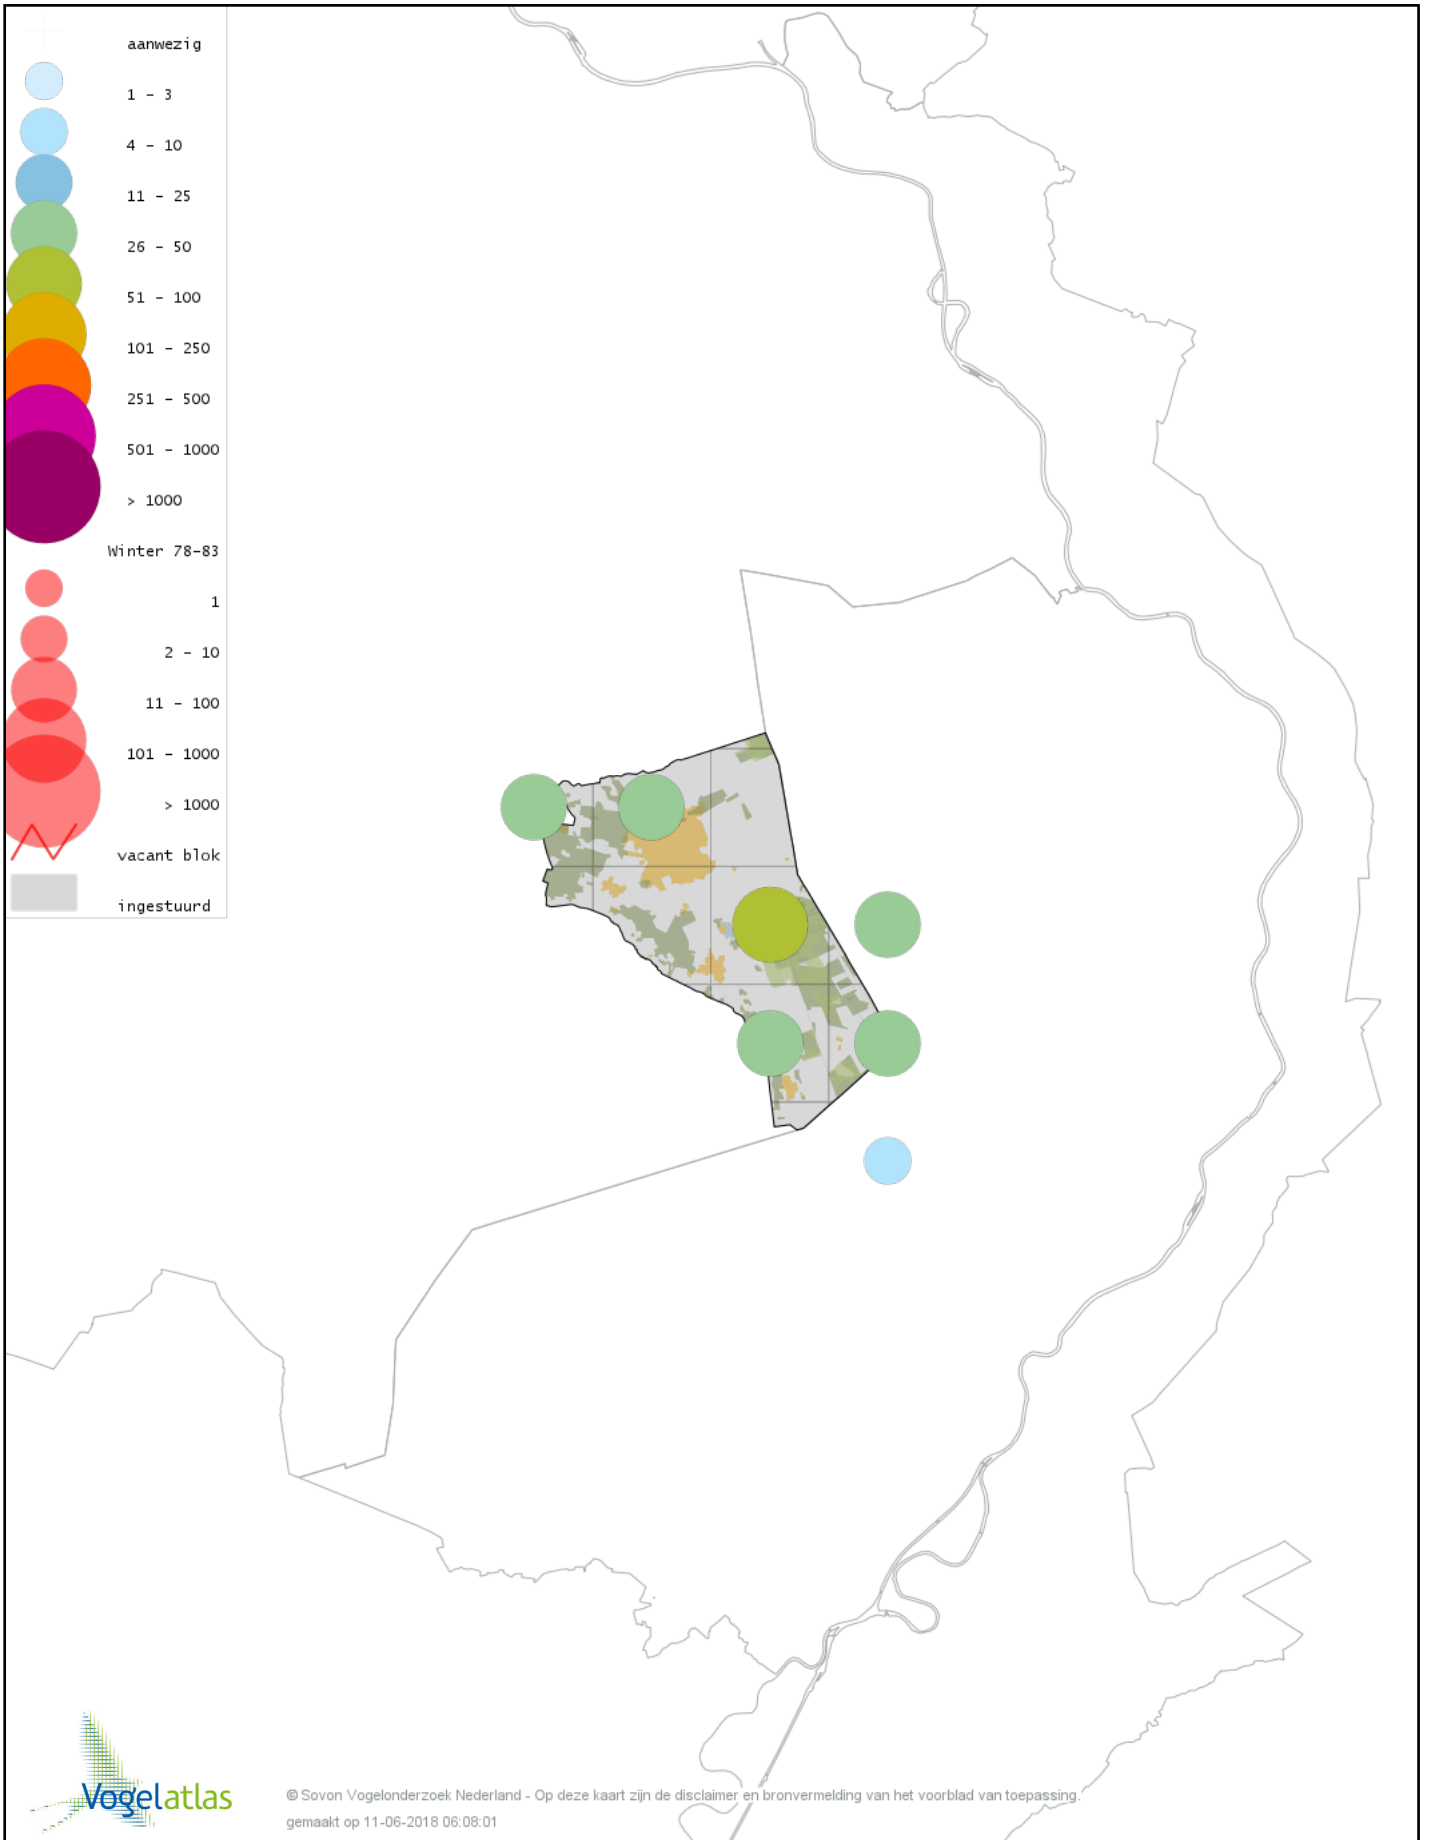 aanwezig
1 - 3
4 - 10
11 - 25
26 - 50
51 - 100
101 - 250
251 - 500
501 - 1000
> 1000
Winter 78-83
1
2 - 10
11 - 100
101 - 1000
> 1000
vacant blok
ingestuurd
Vogelatlas
© Sovon Vogelonderzoek Nederland - Op deze kaart zijn de disclaimer en bronvermelding van het voorblad van toepassing.
gemaakt op 11-06-2018 06:08:01